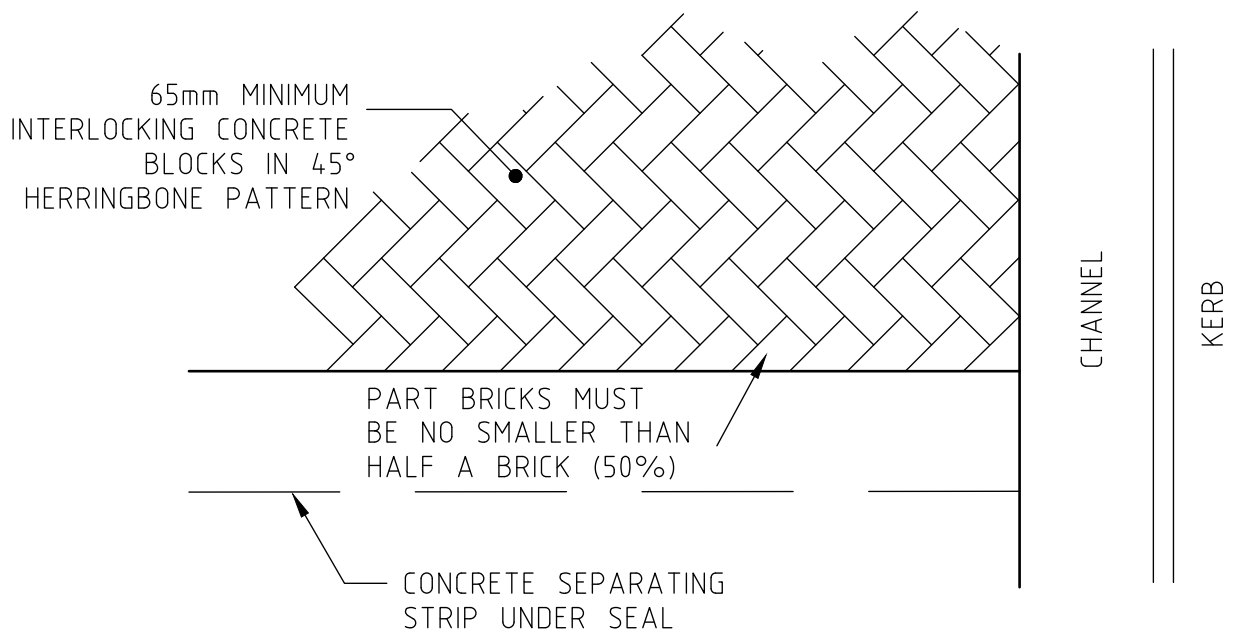 65mm MINIMUM
INTERLOCKING CONCRETE
BLOCKS IN 45°
HERRINGBONE PATTERN
CHANNEL
KERB
PART BRICKS MUST
BE NO SMALLER THAN
HALF A BRICK (50%)
CONCRETE SEPARATING
STRIP UNDER SEAL